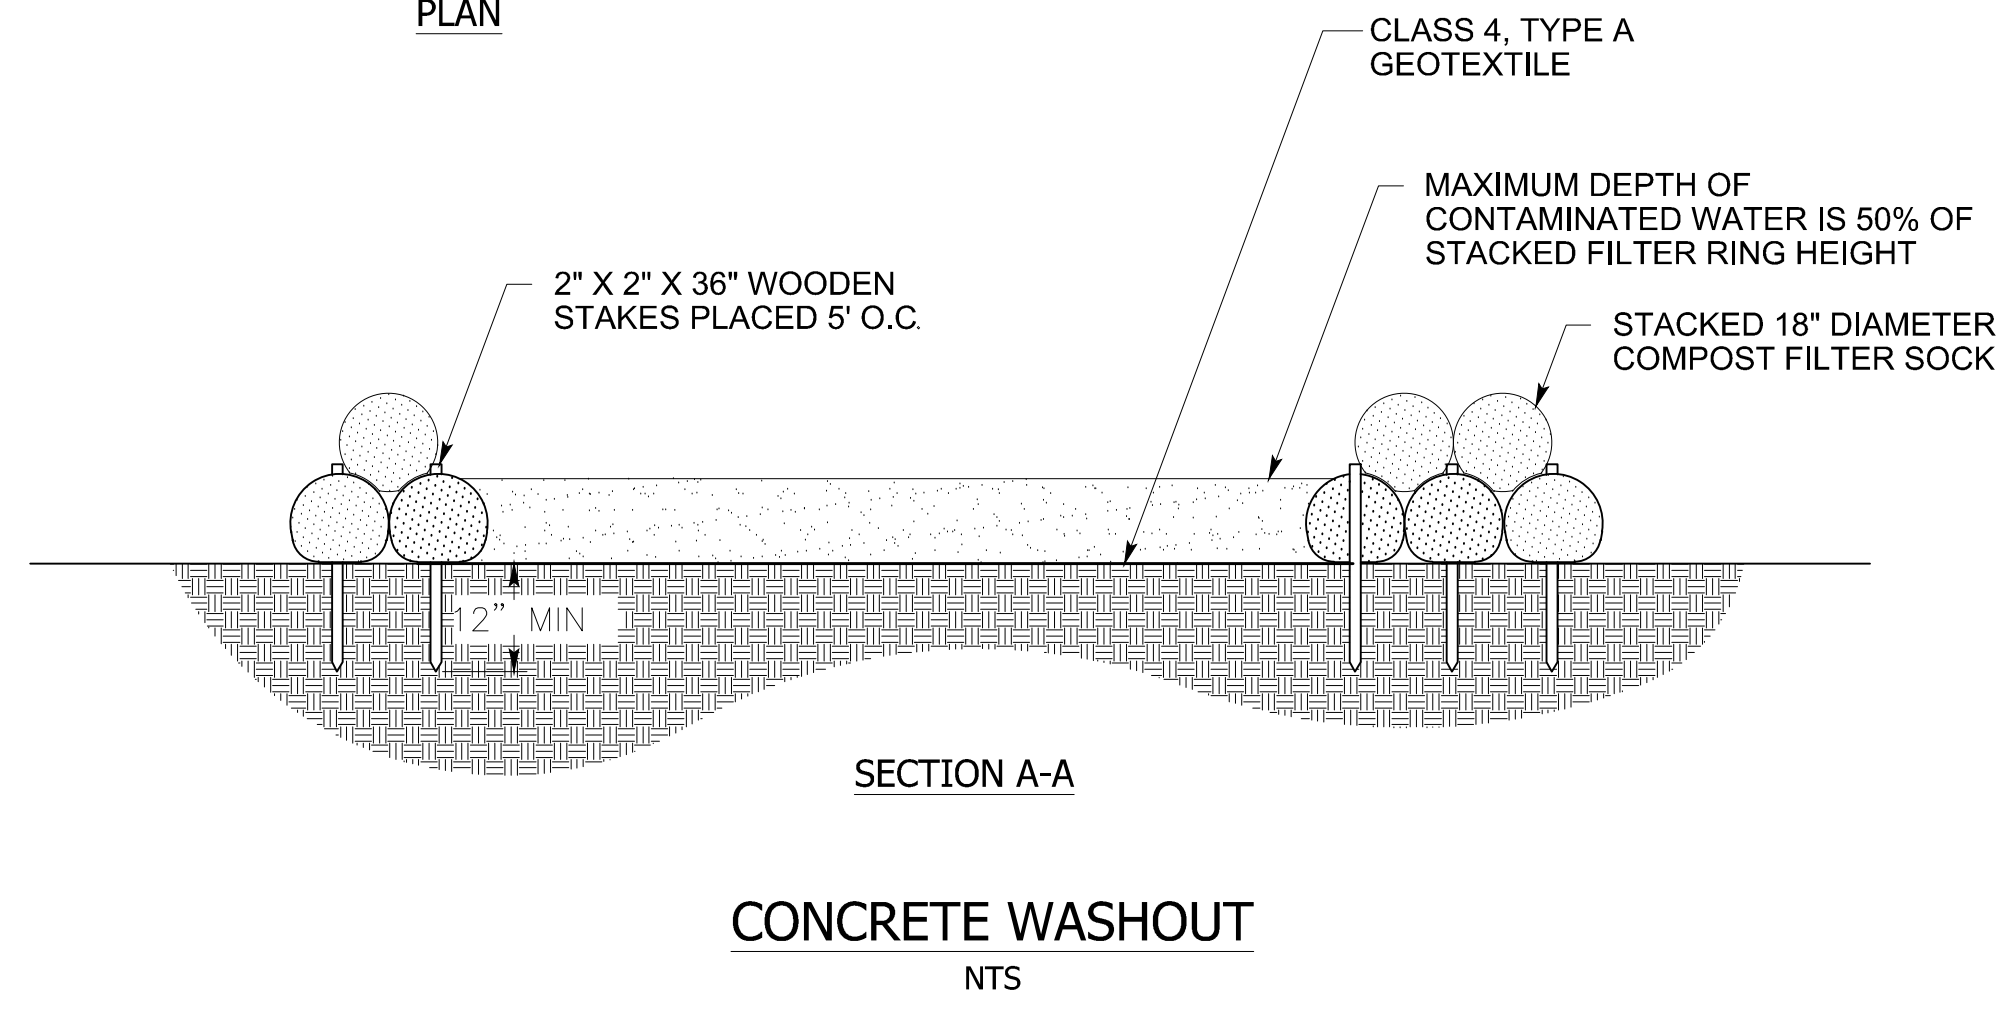 PLAN
CLASS 4, TYPE A
GEOTEXTILE
MAXIMUM DEPTH OF
CONTAMINATED WATER IS 50% OF
STACKED FILTER RING HEIGHT
2" X 2" X 36" WOODEN
STAKES PLACED 5' O.C.
STACKED 18" DIAMETER
COMPOST FILTER SOCK
12” MIN
SECTION A-A
CONCRETE WASHOUT
NTS